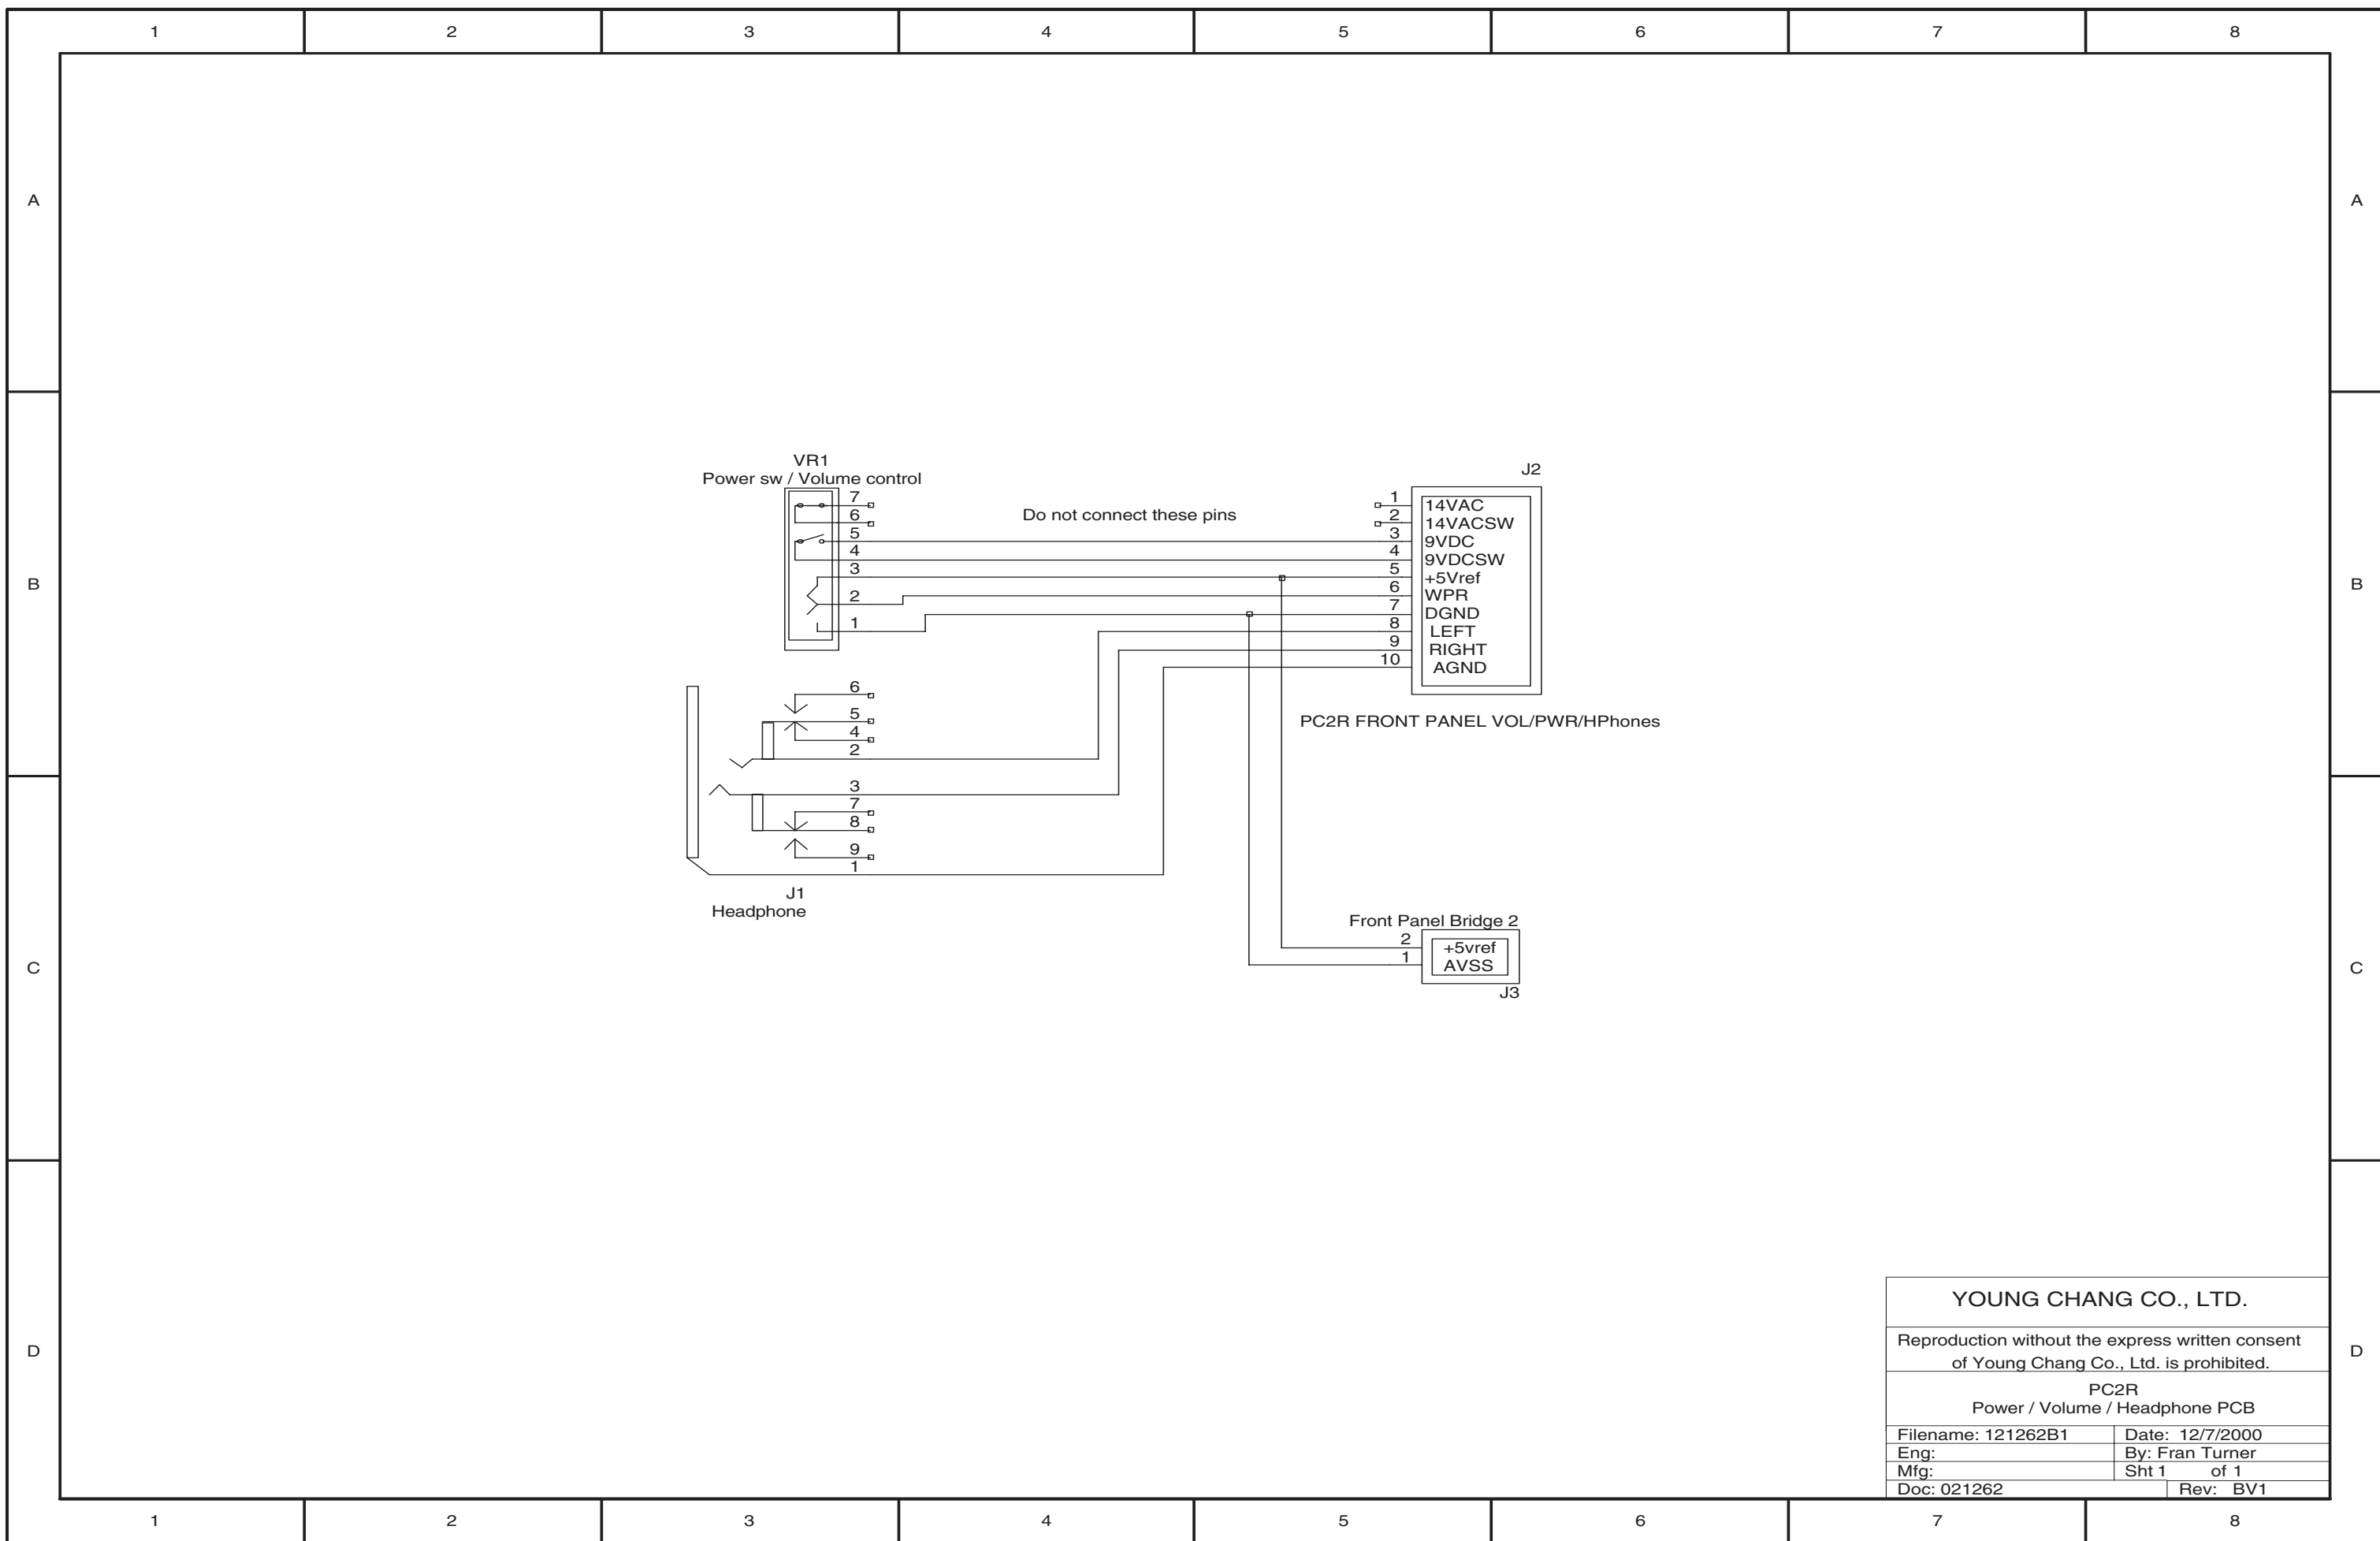 1 2 3 4 5 6 7 8
A A
VR1
Power sw / Volume control
7
6
5
4
3
2
1
Do not connect these pins
J2
1 14VAC
2 14VACSW
3 9VDC
4 9VDCSW
5 +5Vref
6 WPR
7 DGND
8 LEFT
9 RIGHT
10 AGND
PC2R FRONT PANEL VOL/PWR/HPhones
B B
6
5
4
2
3
7
8
9
1
J1
Headphone
Front Panel Bridge 2
2 +5vref
1 AVSS
J3
C C
D D
YOUNG CHANG CO., LTD.
Reproduction without the express written consent
of Young Chang Co., Ltd. is prohibited.
PC2R
Power / Volume / Headphone PCB
Filename: 121262B1 Date: 12/7/2000
Eng: By: Fran Turner
Mfg: Sht 1 of 1
Doc: 021262 Rev: BV1
1 2 3 4 5 6 7 8